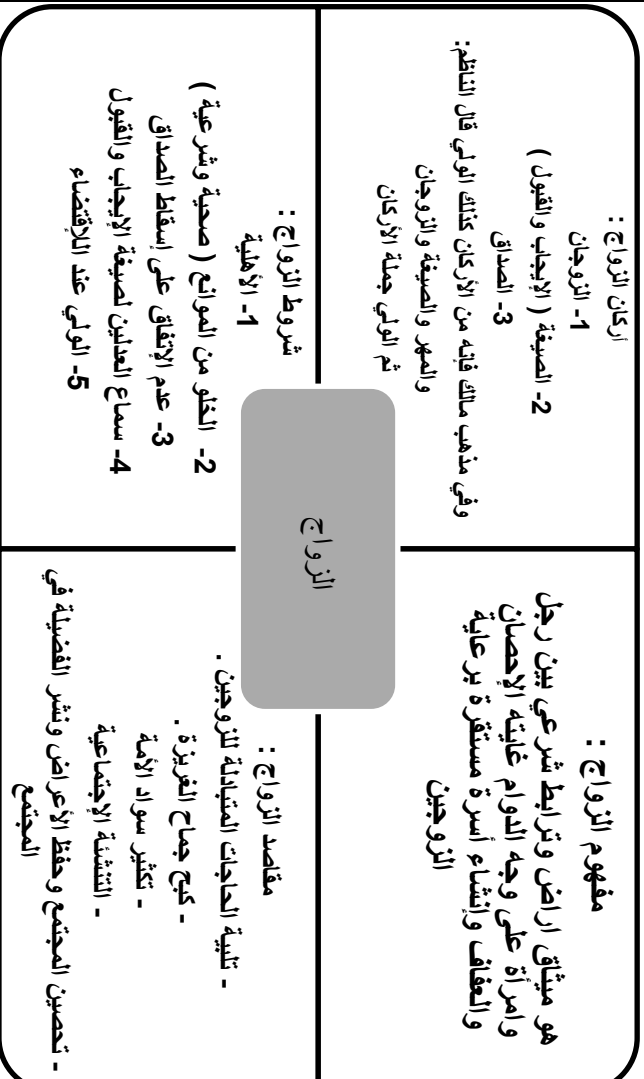 الزواج
مفهوم الزواج :
هو ميثاق اراض وترابط شرعي بين رجل
وامرأة على وجه الدوام غايته الإحصان
والعفاف وإنشاء أسرة مستقرة برعاية
الزوجين
أركان الزواج :
1- الزوجان
2- الصيغة ( الإيجاب والقبول )
3- الصداق
وفي مذهب مالك فإنه من الأركان كذلك الولي قال الناظم:
والمهر والصيغة والزوجان
ثم الولي جملة الأركان
مقاصد الزواج :
- تلبية الحاجات المتبادلة للزوجين .
- كبح جماح الغريزة .
- تكثير سواد الأمة
- التنشئة الإجتماعية
- تحصين المجتمع وحفظ الأعراض ونشر الفضيلة في
المجتمع
شروط الزواج :
1- الأهلية
2- الخلو من الموانع ( صحية وشرعية )
3- عدم الإتفاق على إسقاط الصداق
4- سماع العدلين لصيغة الإيجاب والقبول
5- الولي عند اللإقتضاء